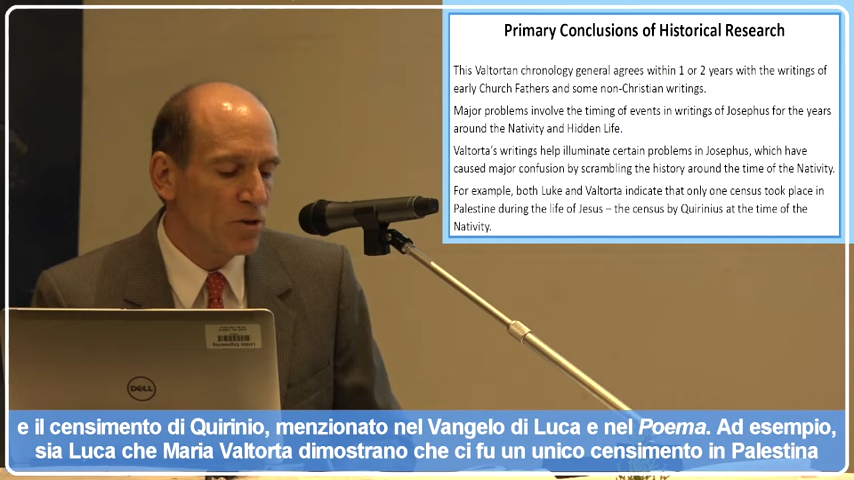 Primary Conclusions of Historical Research
This Valtortan chronology general agrees within 1 or 2 years with the writings of
early Church Fathers and some non-Christian writings.
Major problems involve the timing of events in writings of Josephus for the years
around the Nativity and Hidden Life.
Valtorta's writings help illuminate certain problems in Josephus, which have
caused major confusion by scrambling the history around the time of the Nativity.
For example, both Luke and Valtorta indicate that only one census took place in
Palestine during the life of Jesus – the census by Quirinius at the time of the
Nativity.
DELL
e il censimento di Quirinio, menzionato nel Vangelo di Luca e nel Poema. Ad esempio,
sia Luca che Maria Valtorta dimostrano che ci fu un unico censimento in Palestina